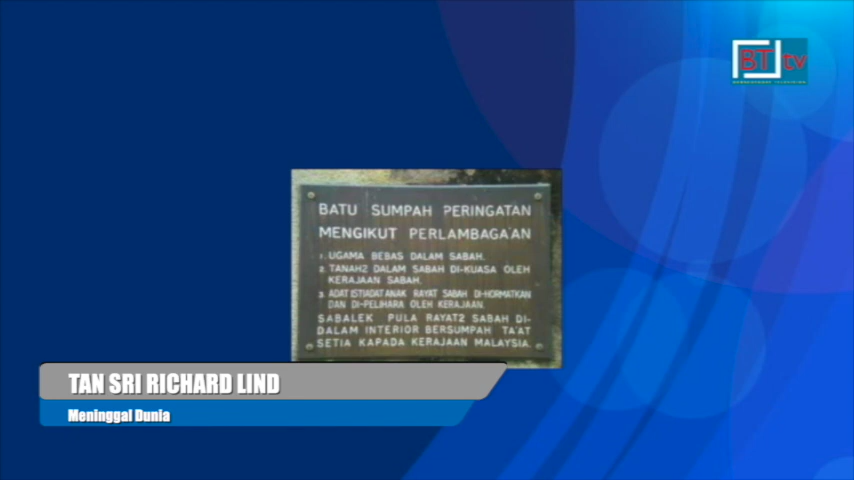 BT tv
BATU SUMPAH PERINGATAN
MENGIKUT PERLAMBAGA'AN
1. UGAMA BEBAS DALAM SABAH.
2. TANAH2 DALAM SABAH DI-KUASA OLEH
KERAJAAN SABAH.
3. ADAT ISTIADAT ANAK RAYAT SABAH DI-HORMATKAN
DAN DI-PELIHARA OLEH KERAJAAN.
SABALEK PULA RAYAT2 SABAH DI-
DALAM INTERIOR BERSUMPAH TA'AT
SETIA KAPADA KERAJAAN MALAYSIA.
TAN SRI RICHARD LIND
Meninggal Dunia